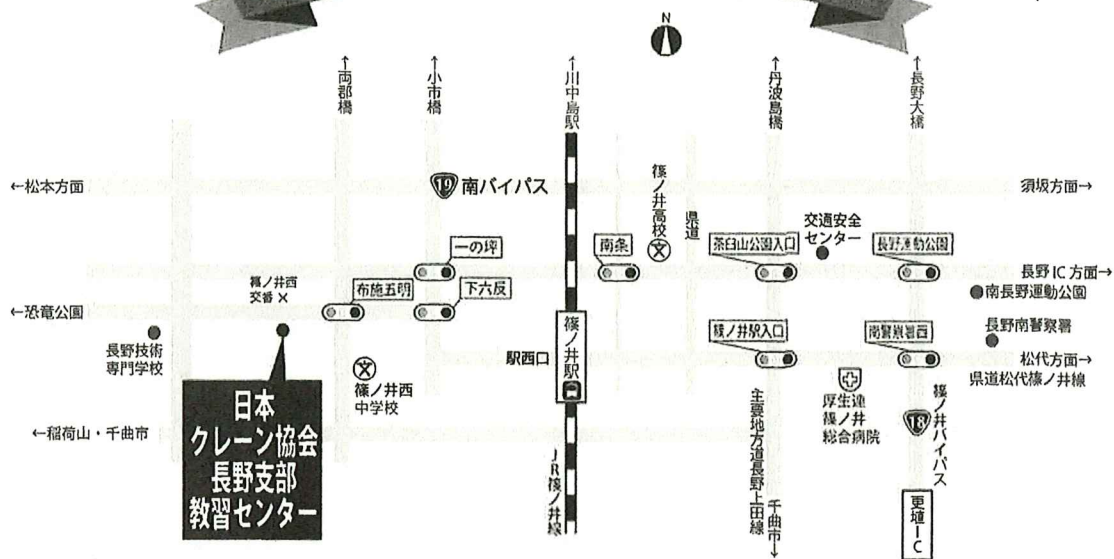 N
↑両郡橋
↑小市橋
↑川中島駅
↑丹波島橋
↑長野大橋
←松本方面
19 南バイパス
須坂方面→
篠ノ井高校
県道
交通安全
センター
一の坪
南条
茶臼山公園入口
長野運動公園
長野IC方面→
南長野運動公園
篠ノ井西
交番
布施五明
下六反
←恐竜公園
長野技術
専門学校
駅西口
篠ノ井駅
篠ノ井駅入口
南警察署西
長野南警察署
松代方面→
県道松代篠ノ井線
篠ノ井西
中学校
厚生連
篠ノ井
総合病院
日本
クレーン協会
長野支部
教習センター
←稲荷山・千曲市
JR篠ノ井線
主要地方道長野上田線
千曲市→
18
篠ノ井バイパス
更埴IC